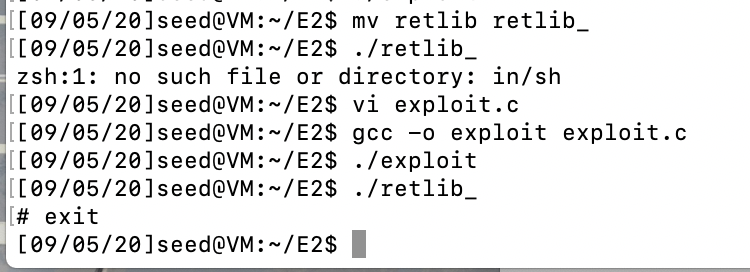 [[09/05/20]seed@VM:~/E2$ mv retlib retlib_
[[09/05/20]seed@VM:~/E2$ ./retlib_
zsh:1: no such file or directory: in/sh
[[09/05/20]seed@VM:~/E2$ vi exploit.c
[[09/05/20]seed@VM:~/E2$ gcc -o exploit exploit.c
[[09/05/20]seed@VM:~/E2$ ./exploit
[[09/05/20]seed@VM:~/E2$ ./retlib_
[# exit
[09/05/20]seed@VM:~/E2$